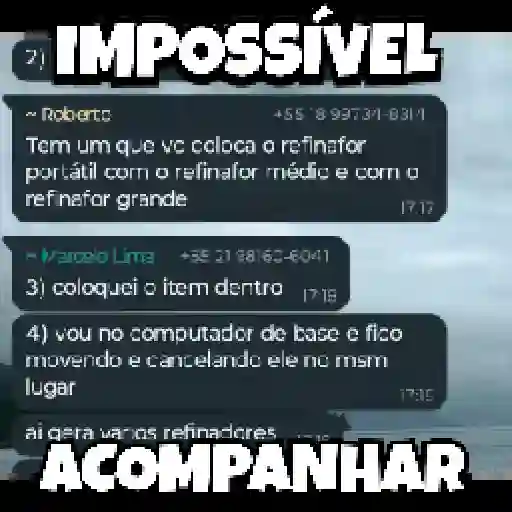 IMPOSSÍVEL
2)
~ Roberto
Tem um que vc coloca o refinafor
portátil com o refinafor médio e com o
refinafor grande
17:17
~ Marcelo Lima
3) coloquei o item dentro
17:18
4) vou no computador de base e fico
movendo e cancelando ele no msm
lugar
ai gera varios refinadores
ACOMPANHAR